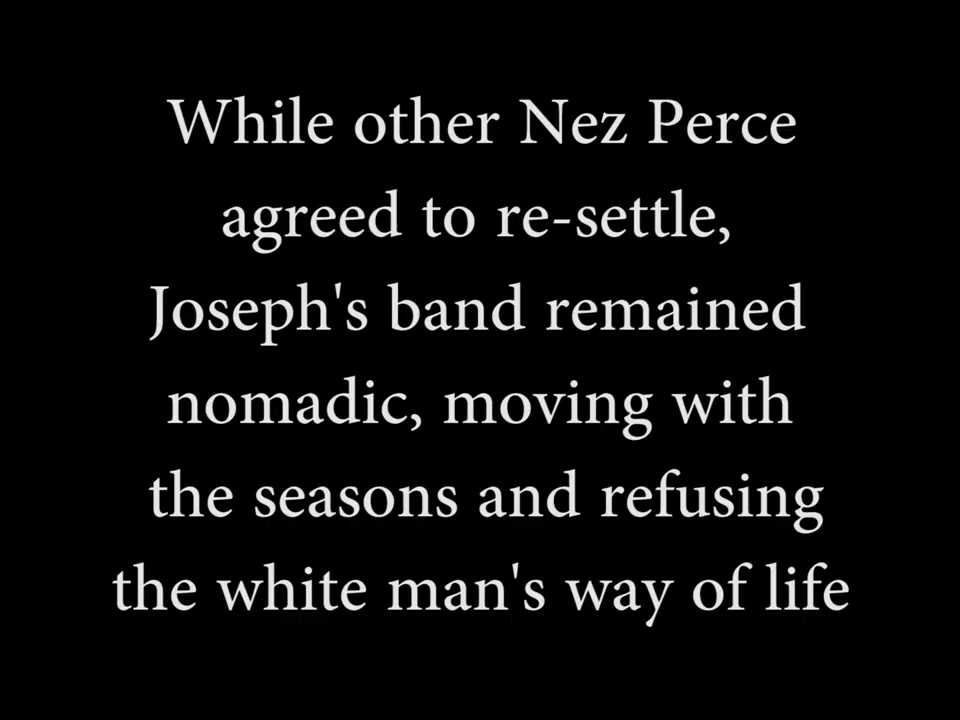 While other Nez Perce
agreed to re-settle,
Joseph's band remained
nomadic, moving with
the seasons and refusing
the white man's way of life